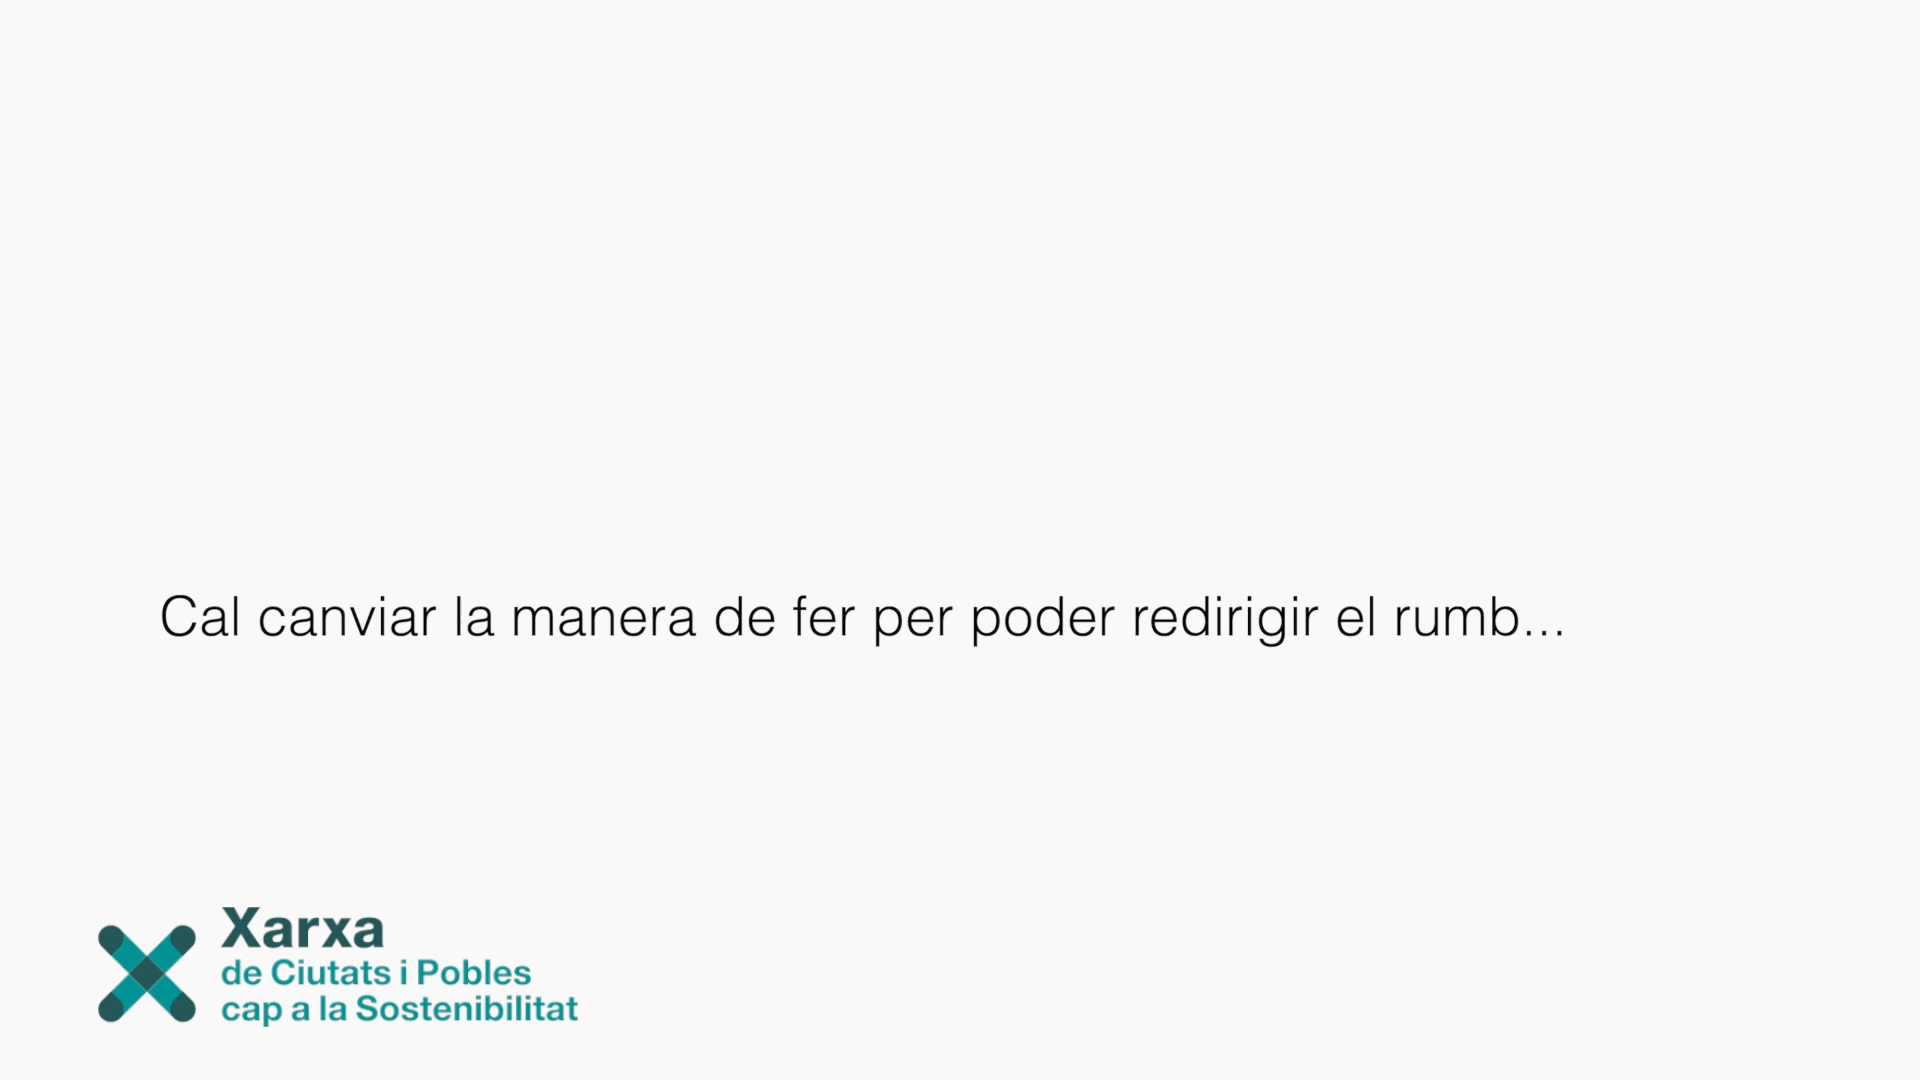 Cal canviar la manera de fer per poder redirigir el rumb...
Xarxa
de Ciutats i Pobles
cap a la Sostenibilitat